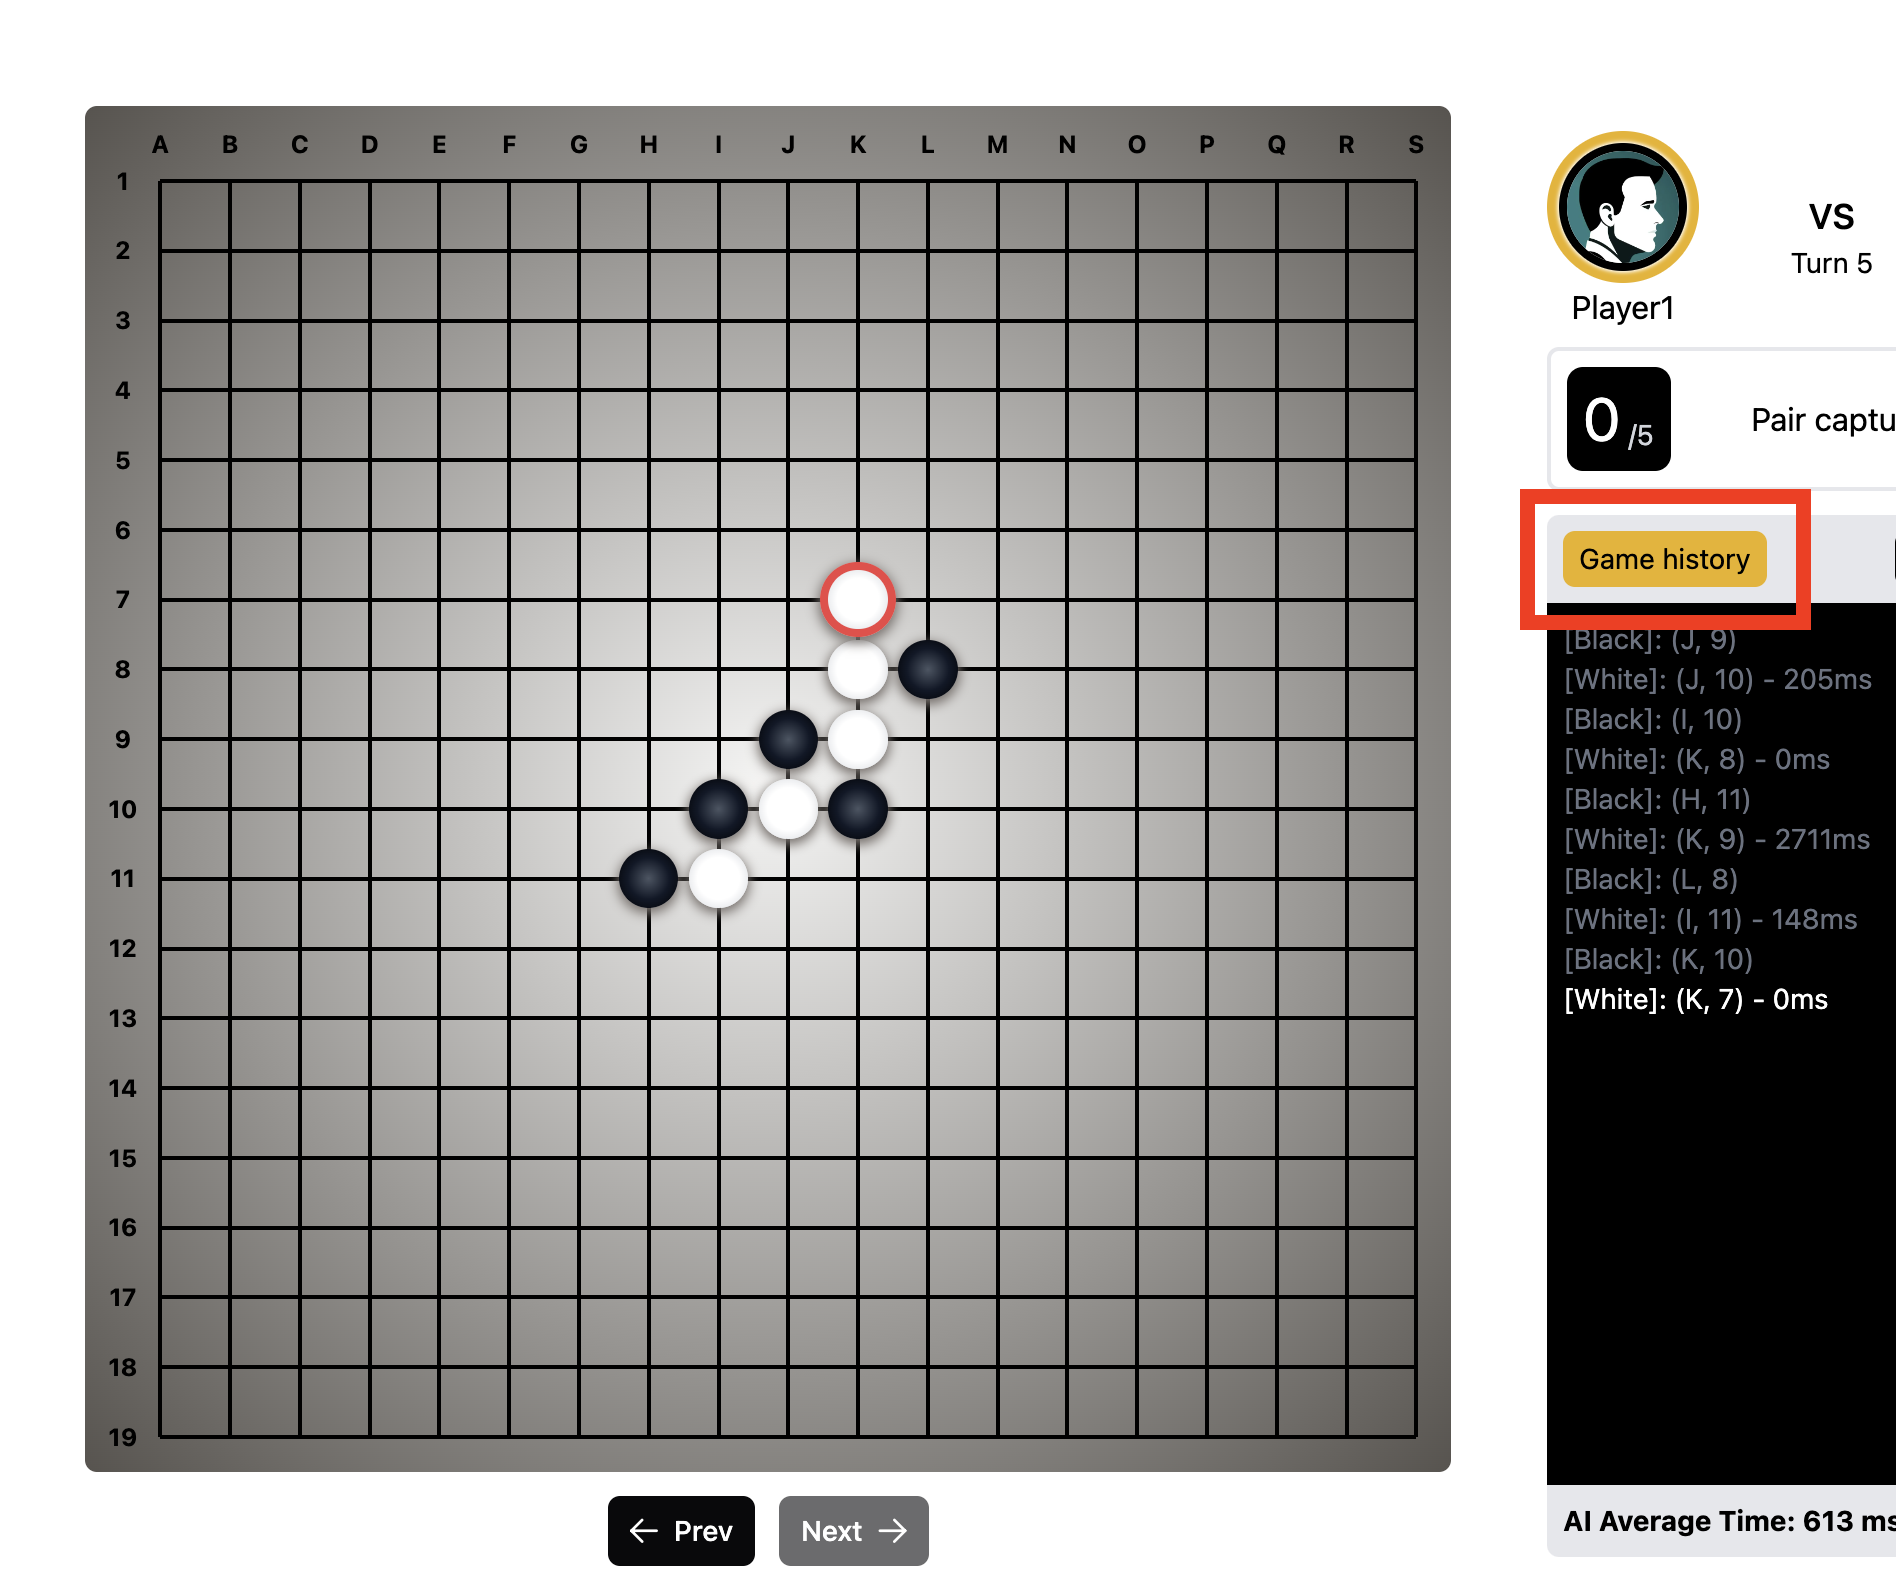 A B C D E F G H I J K L M N O P Q R S
1
2
3
4
5
6
7
8
9
10
11
12
13
14
15
16
17
18
19
← Prev
Next →
VS
Turn 5
Player1
0 /5
Pair captu
Game history
[Black]: (J, 9)
[White]: (J, 10) - 205ms
[Black]: (I, 10)
[White]: (K, 8) - 0ms
[Black]: (H, 11)
[White]: (K, 9) - 2711ms
[Black]: (L, 8)
[White]: (I, 11) - 148ms
[Black]: (K, 10)
[White]: (K, 7) - 0ms
AI Average Time: 613 ms